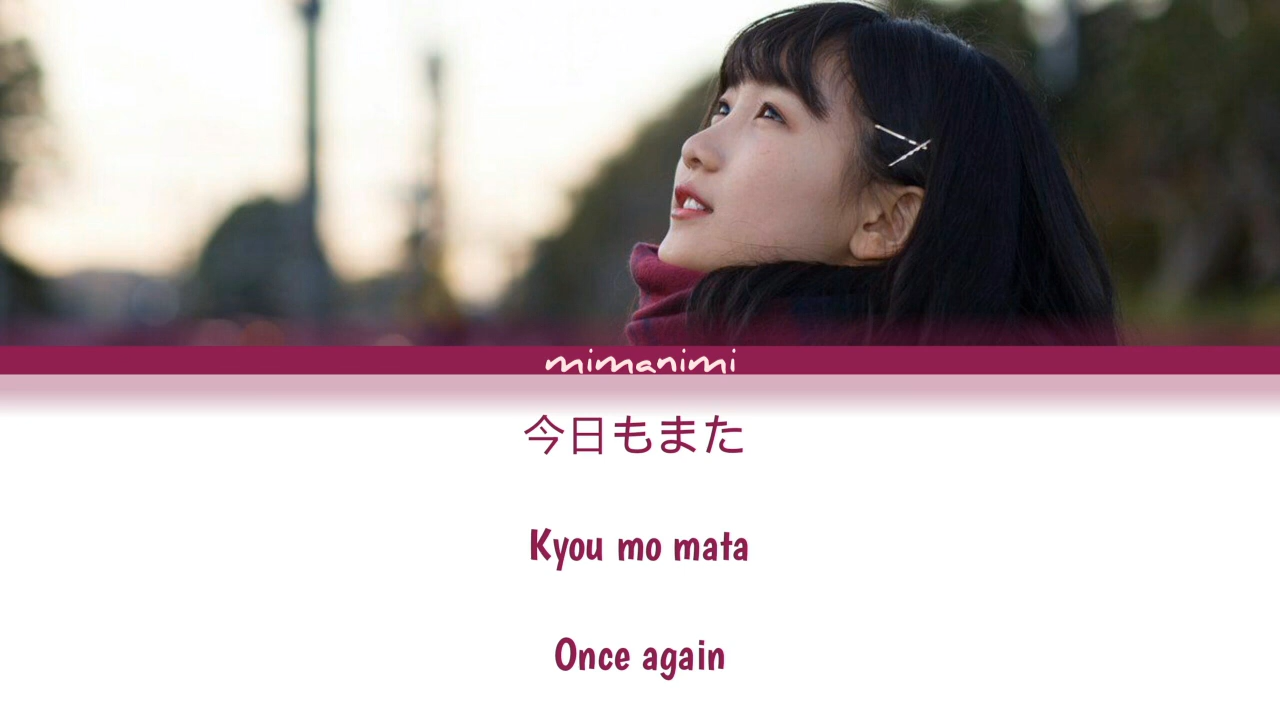 mimanimi
今日もまた
Kyou mo mata
Once again